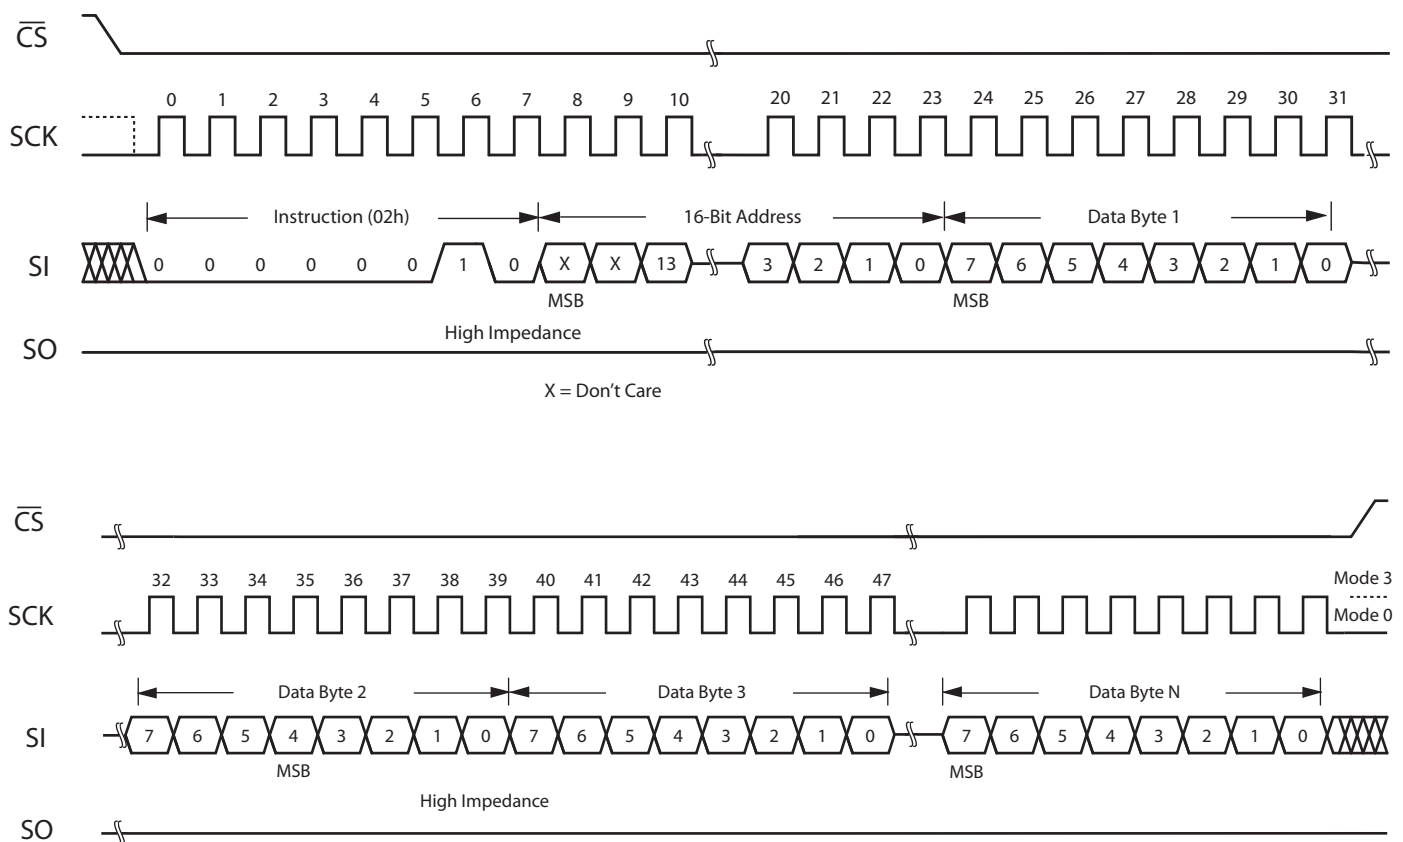 CS
0 1 2 3 4 5 6 7 8 9 10 20 21 22 23 24 25 26 27 28 29 30 31
SCK
Instruction (02h) 16-Bit Address Data Byte 1
SI 0 0 0 0 0 0 1 0 X X 13 3 2 1 0 7 6 5 4 3 2 1 0
MSB MSB
High Impedance
SO
X = Don’t Care
CS
32 33 34 35 36 37 38 39 40 41 42 43 44 45 46 47 Mode 3
SCK Mode 0
Data Byte 2 Data Byte 3 Data Byte N
SI 7 6 5 4 3 2 1 0 7 6 5 4 3 2 1 0 7 6 5 4 3 2 1 0
MSB MSB
High Impedance
SO